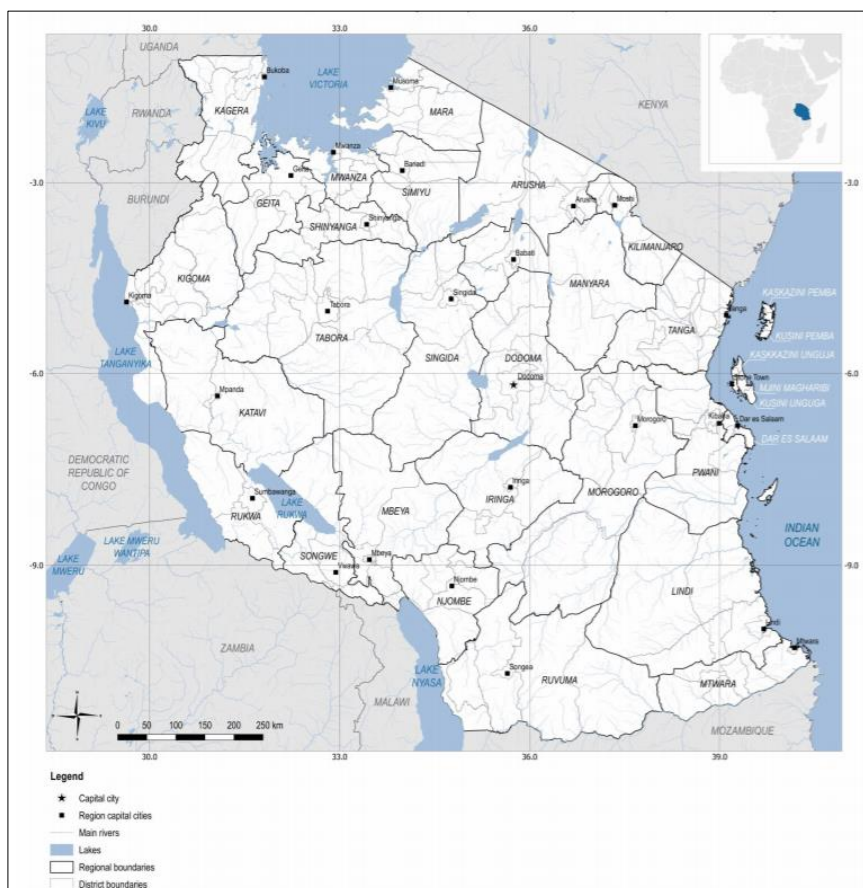 30.0 33.0 36.0
UGANDA
Bukoba
LAKE
VICTORIA
Musoma
KAGERA
MARA
KENYA
LAKE
KIVU
RWANDA
Mwanza
Bariadi
-3.0
Geita
MWANZA
SIMIYU
ARUSHA
Arusha
Moshi
-3.0
BURUNDI
GEITA
SHINYANGA
Shinyanga
KILIMANJARO
KIGOMA
Babati
MANYARA
Kigoma
Tabora
Singida
KASKAZINI PEMBA
Tanga
TABORA
TANGA
KUSINI PEMBA
LAKE
TANGANYIKA
SINGIDA
DODOMA
KASKKAZINI UNGUJA
-6.0
Dodoma
Town
-6.0
Mpanda
MJINI MAGHARIBI
KATAVI
KUSINI UNGUGA
Morogoro
Kibaha
Dar es Salaam
DAR ES SALAAM
DEMOCRATIC
REPUBLIC OF
CONGO
PWANI
Sumbawanga
Iringa
RUKWA
LAKE
RUKWA
MBEYA
IRINGA
MOROGORO
LAKE MWERU
WANTIPA
INDIAN
OCEAN
LAKE
MWERU
-9.0
SONGWE
Mbeya
-9.0
Vwawa
Njombe
NJOMBE
LINDI
Lindi
Mtwara
ZAMBIA
LAKE
NYASA
Songea
RUVUMA
MTWARA
MALAWI
MOZAMBIQUE
0 50 100 150 200 250 km
30.0 33.0 36.0 39.0
Legend
Capital city
Region capital cities
Main rivers
Lakes
Regional boundaries
District boundaries